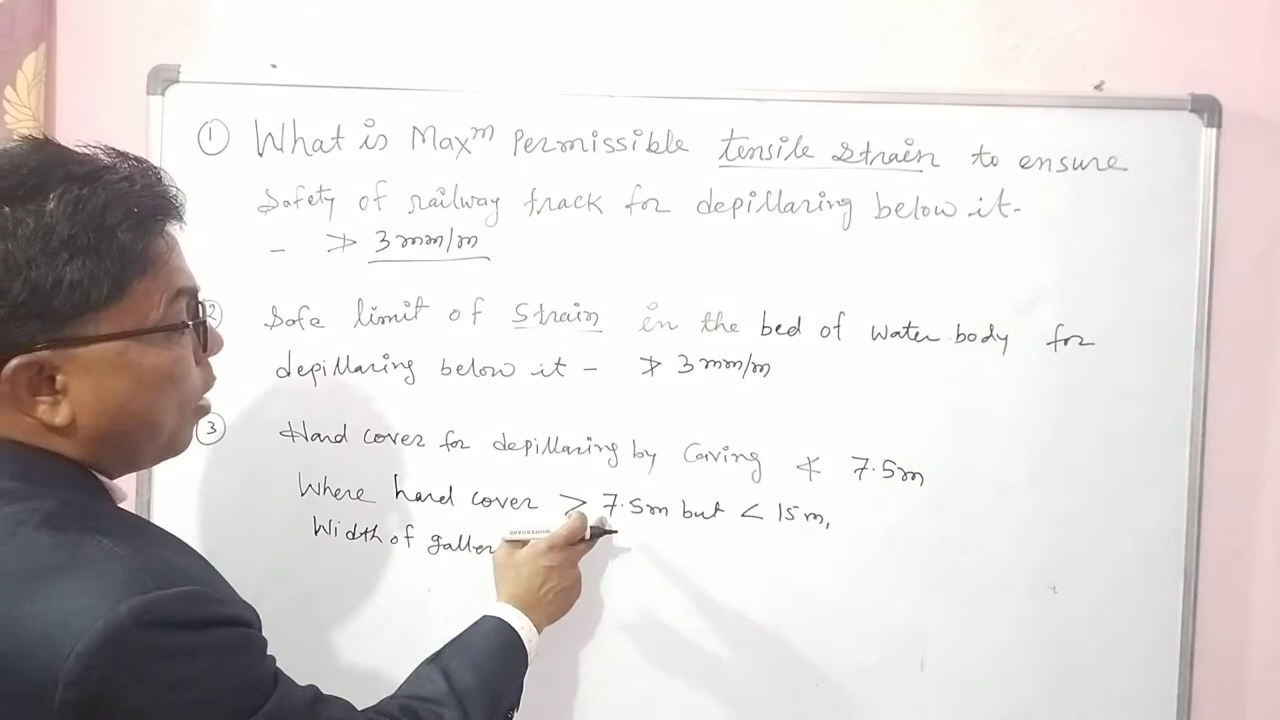 ① What is Maxᵐ Permissible tensile strain to ensure
Safety of railway track for depillaring below it-
- ≯ 3mm/m
② Safe limit of Strain in the bed of water body for
depillaring below it - ≯ 3mm/m
③ Hard cover for depillaring by Caving ≮ 7.5m
Where hard cover > 7.5m but < 15m,
Width of galler